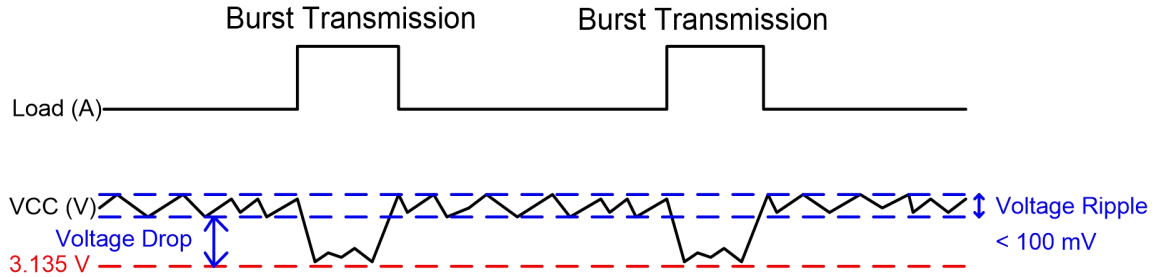 Burst Transmission
Burst Transmission
Load (A)
VCC (V)
Voltage Ripple
Voltage Drop
< 100 mV
3.135 V